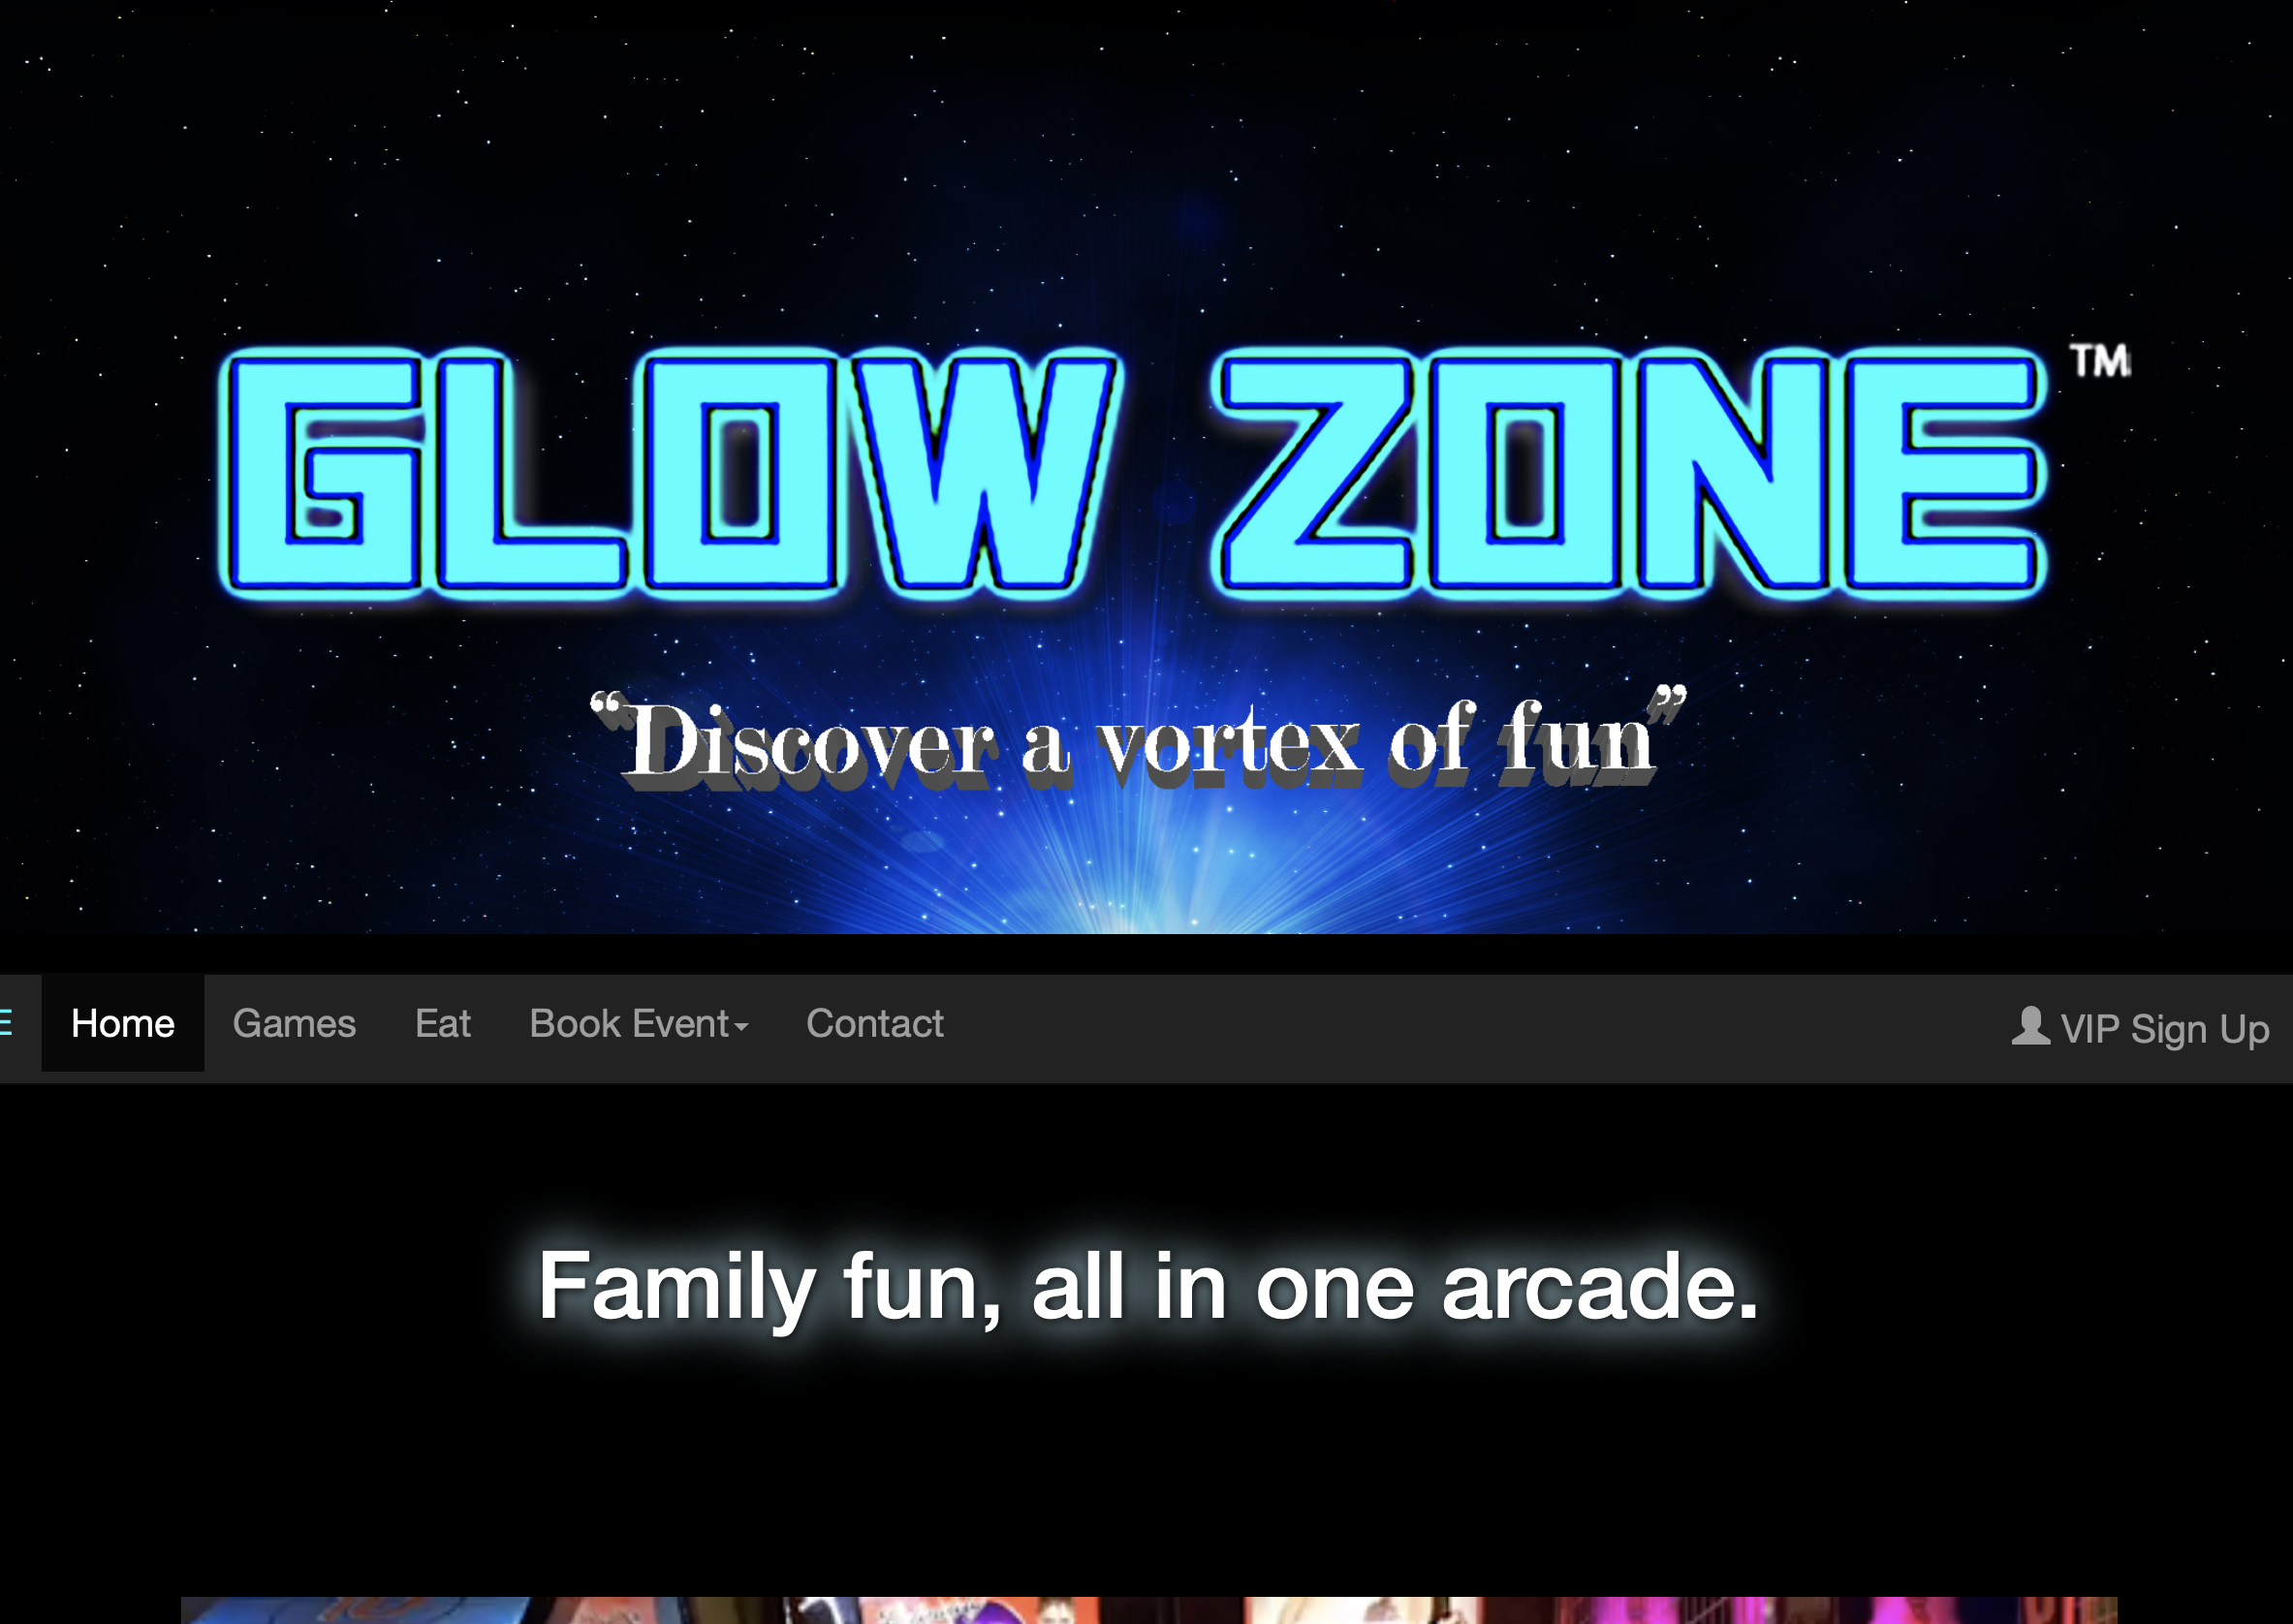 GLOW ZONE™
“Discover a vortex of fun”
Home Games Eat Book Event Contact VIP Sign Up
Family fun, all in one arcade.